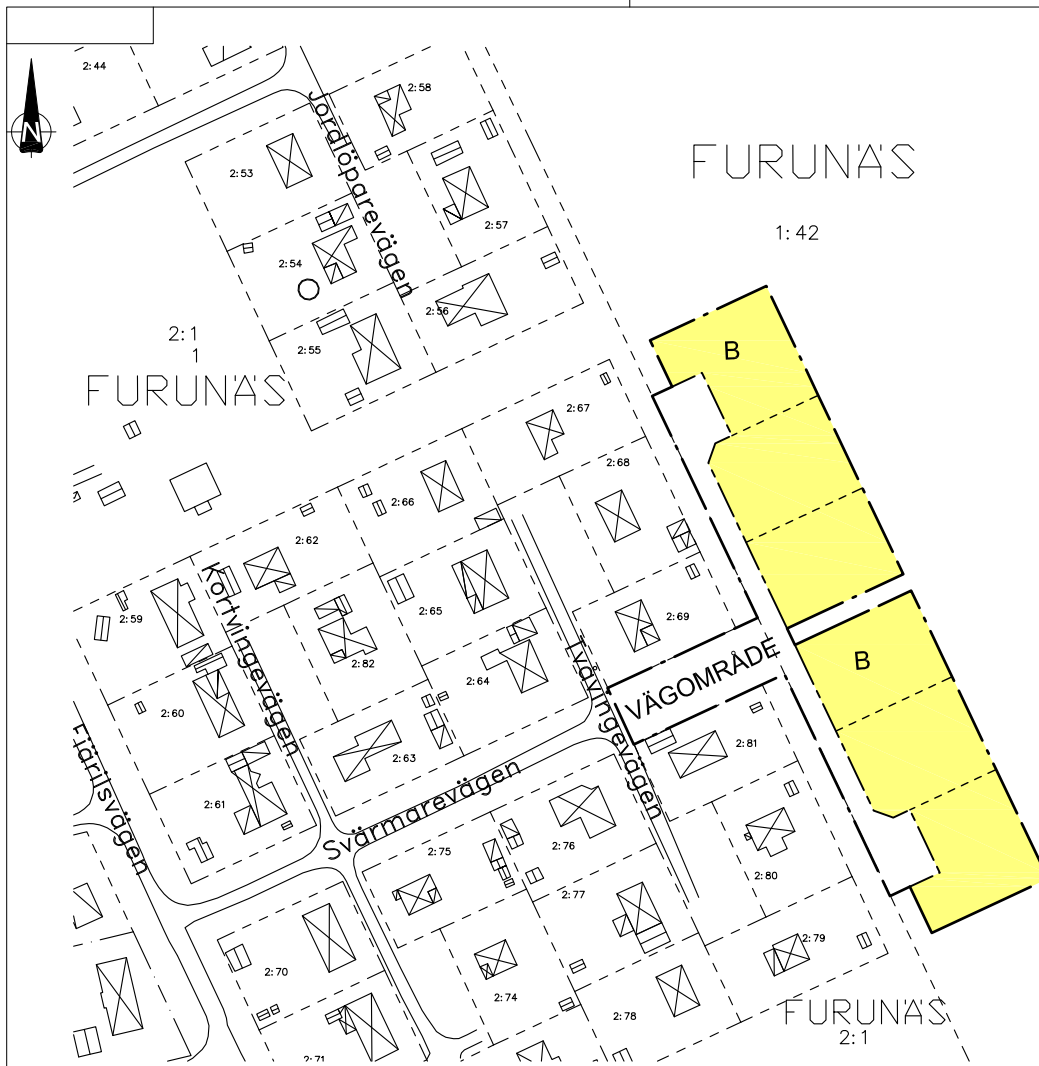 2:44
2:58
N
Jordlöparevägen
FURUNÄS
2:53
2:57
1:42
2:54
2:56
2:1
1
2:55
B
FURUNÄS
2:67
2:68
2:66
2:62
Kortvingevägen
2:65
2:59
2:69
2:82
VÄGOMRÅDE
B
2:64
Tvåvingevägen
2:60
2:81
Fjärilsvägen
2:63
2:61
Svärmarevägen
2:75
2:76
2:80
2:77
2:79
2:70
2:74
FURUNÄS
2:1
2:78
2:71